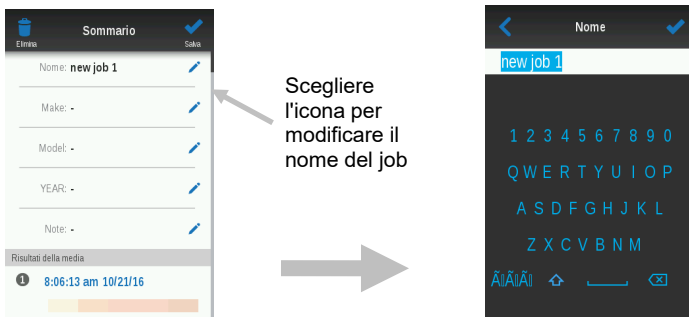 Sommario
Elimina
Salva
Nome: new job 1
Make: -
Model: -
YEAR: -
Note: -
Risultati della media
1 8:06:13 am 10/21/16
Scegliere
l'icona per
modificare il
nome del job
Nome
new job 1
1 2 3 4 5 6 7 8 9 0
Q W E R T Y U I O P
A S D F G H J K L
Z X C V B N M